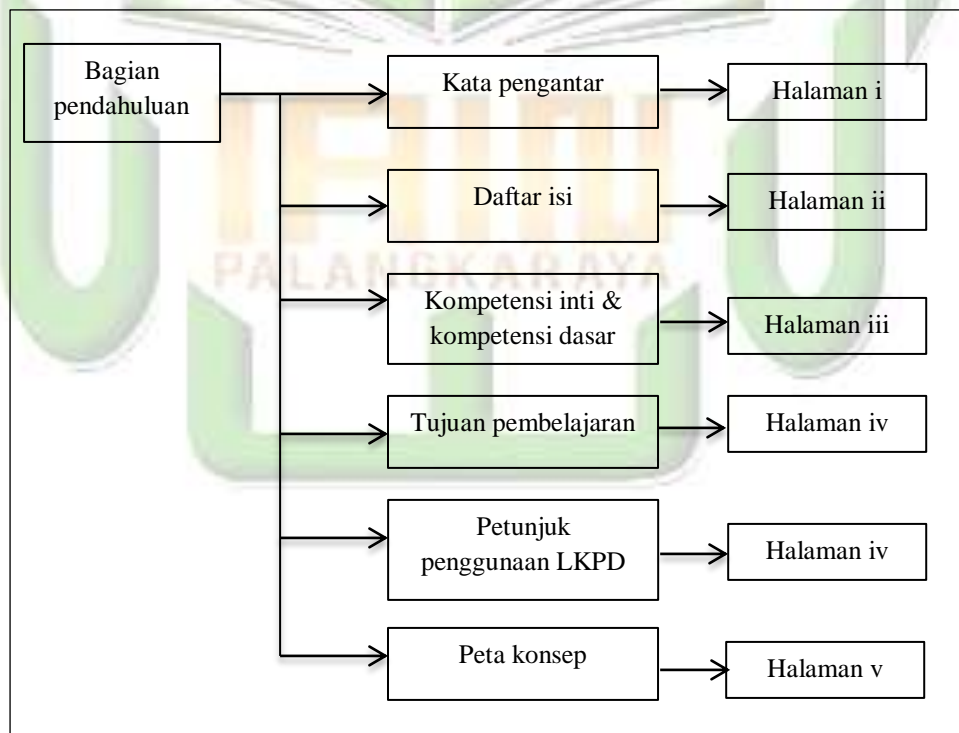 Bagian
pendahuluan
Kata pengantar
Halaman i
Daftar isi
Halaman ii
Kompetensi inti &
kompetensi dasar
Halaman iii
Tujuan pembelajaran
Halaman iv
Petunjuk
penggunaan LKPD
Halaman iv
Peta konsep
Halaman v
IAIN
PALANGKARAYA